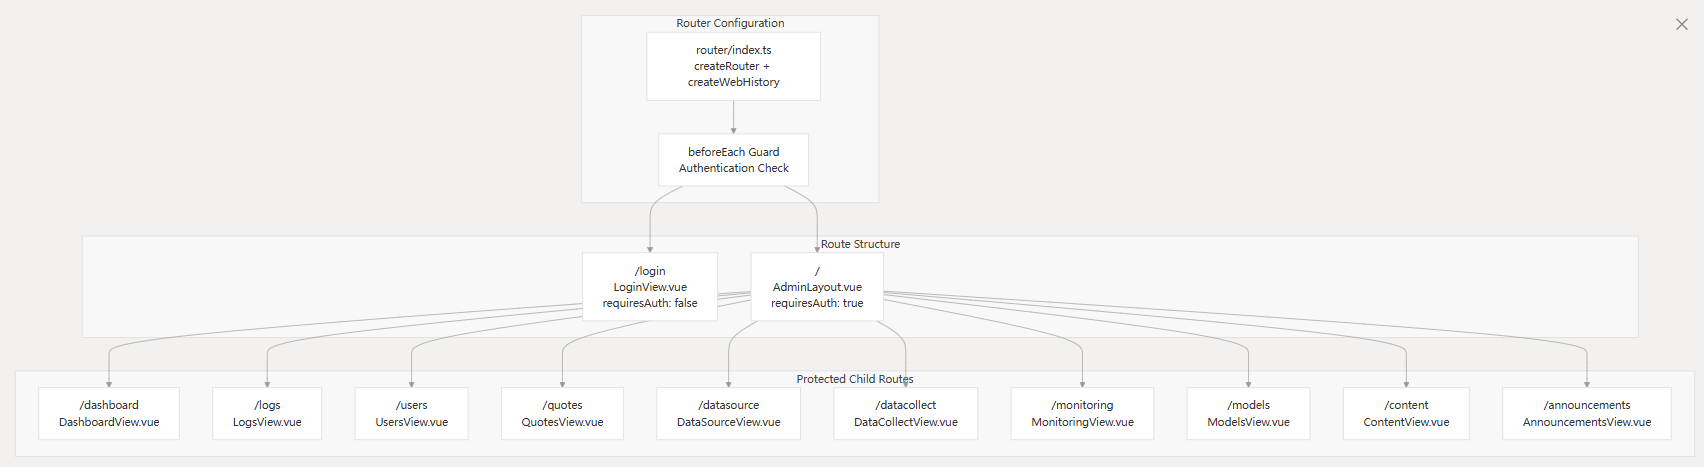 Router Configuration
router/index.ts
createRouter +
createWebHistory
beforeEach Guard
Authentication Check
Route Structure
/login
LoginView.vue
requiresAuth: false
/
AdminLayout.vue
requiresAuth: true
Protected Child Routes
/dashboard
DashboardView.vue
/logs
LogsView.vue
/users
UsersView.vue
/quotes
QuotesView.vue
/datasource
DataSourceView.vue
/datacollect
DataCollectView.vue
/monitoring
MonitoringView.vue
/models
ModelsView.vue
/content
ContentView.vue
/announcements
AnnouncementsView.vue